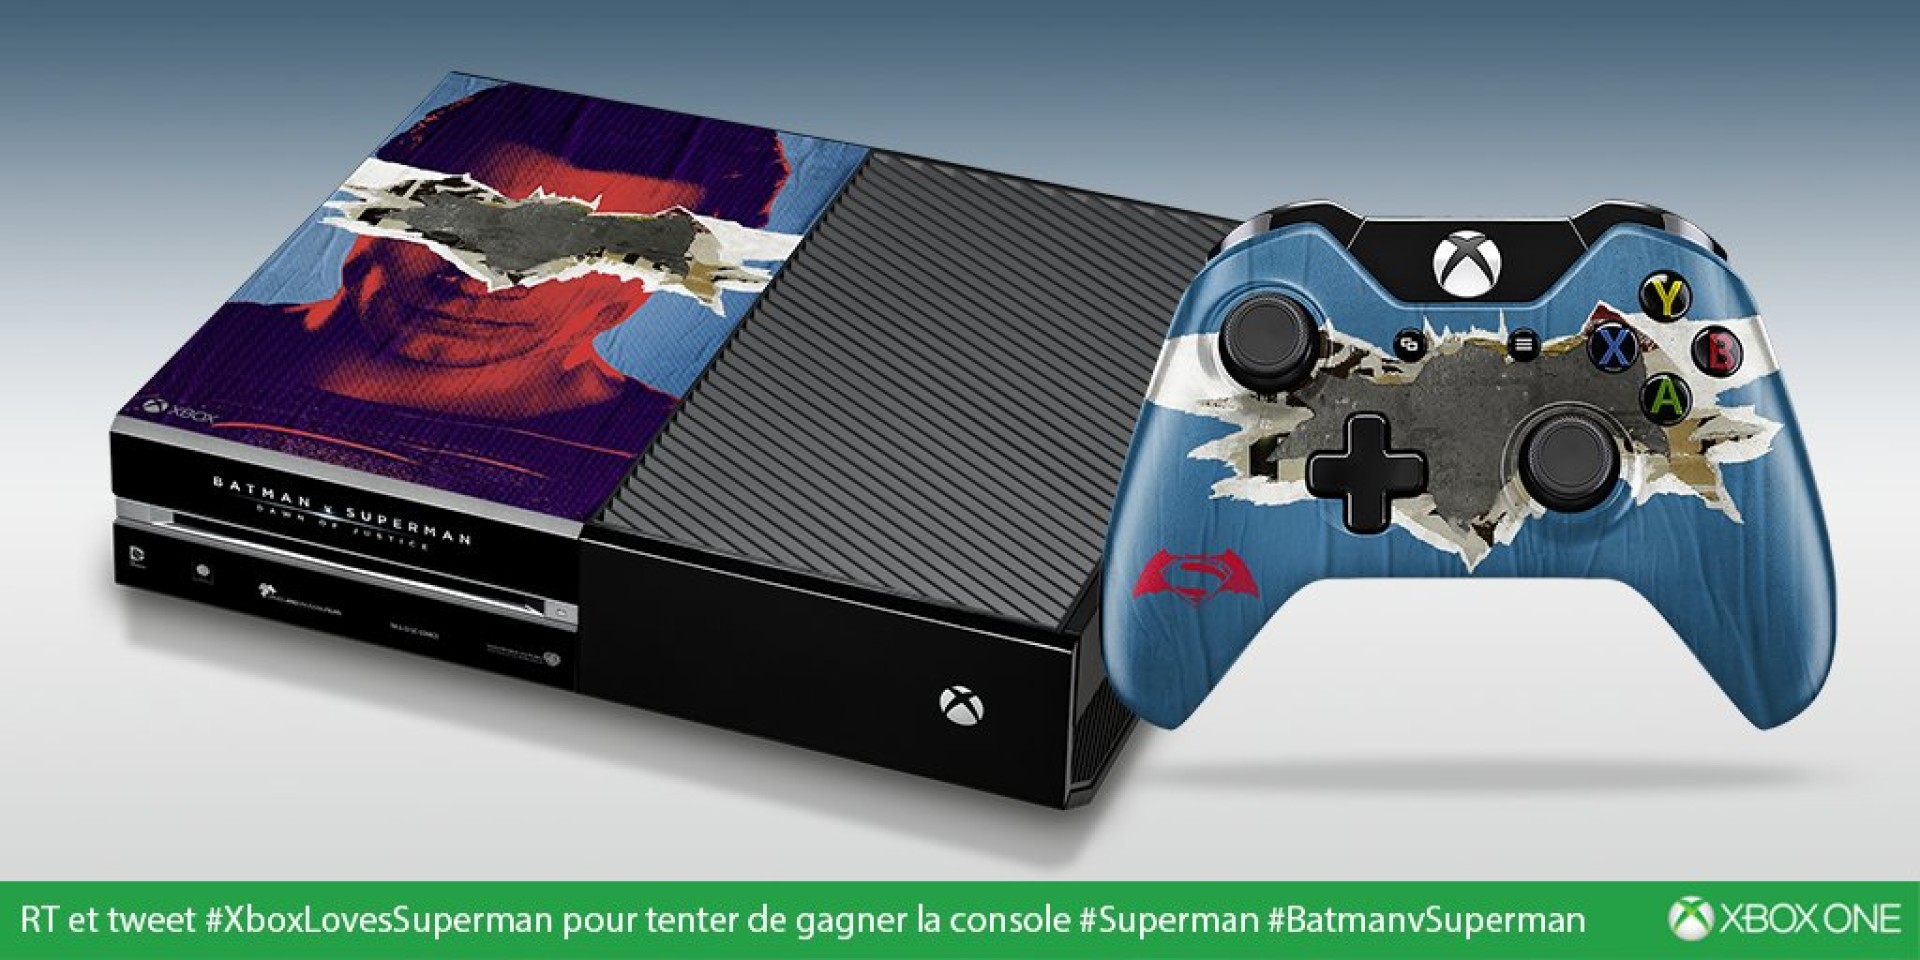 XBOX
BATMAN v SUPERMAN
DAWN OF JUSTICE
Y
X
B
A
RT et tweet #XboxLovesSuperman pour tenter de gagner la console #Superman #BatmanvSuperman
XBOX ONE